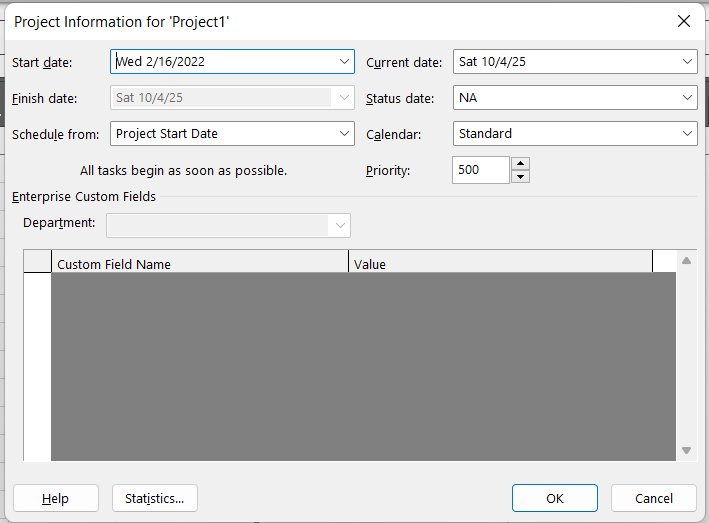 Project Information for 'Project1'
Start date: Wed 2/16/2022 Current date: Sat 10/4/25
Finish date: Sat 10/4/25 Status date: NA
Schedule from: Project Start Date Calendar: Standard
All tasks begin as soon as possible. Priority: 500
Enterprise Custom Fields
Department:
Custom Field Name Value
Help Statistics... OK Cancel